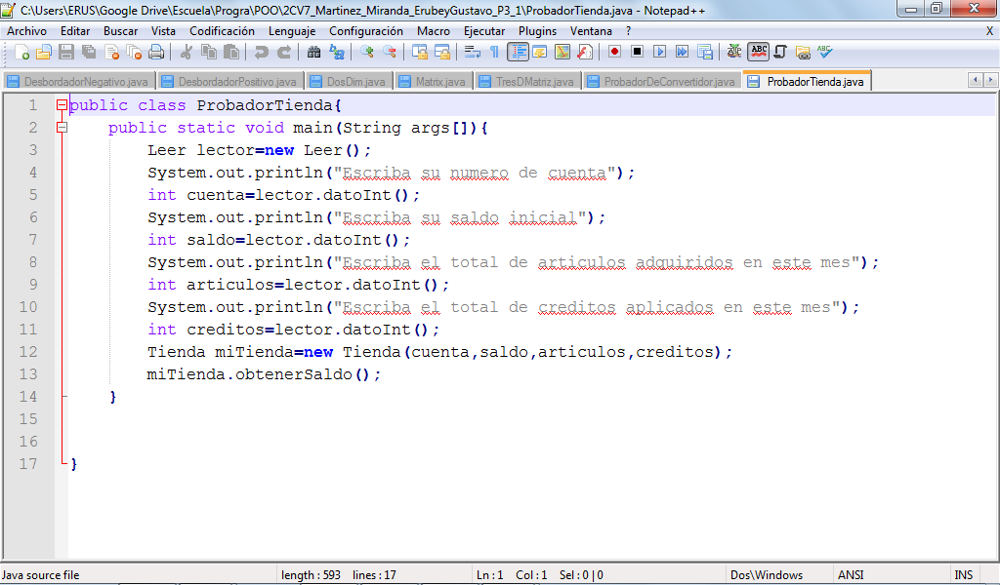 C:\Users\ERUS\Google Drive\Escuela\Progra\POO\2CV7_Martinez_Miranda_ErubeyGustavo_P3_1\ProbadorTienda.java - Notepad++
Archivo Editar Buscar Vista Codificación Lenguaje Configuración Macro Ejecutar Plugins Ventana ? X
DesbordadorNegativo.java DesbordadorPositivo.java DosDim.java Matrix.java TresDMatriz.java ProbadorDeConvertidor.java ProbadorTienda.java
1 public class ProbadorTienda{
2 public static void main(String args[]){
3 Leer lector=new Leer();
4 System.out.println("Escriba su numero de cuenta");
5 int cuenta=lector.datoInt();
6 System.out.println("Escriba su saldo inicial");
7 int saldo=lector.datoInt();
8 System.out.println("Escriba el total de articulos adquiridos en este mes");
9 int articulos=lector.datoInt();
10 System.out.println("Escriba el total de creditos aplicados en este mes");
11 int creditos=lector.datoInt();
12 Tienda miTienda=new Tienda(cuenta,saldo,articulos,creditos);
13 miTienda.obtenerSaldo();
14 }
15
16
17 }
Java source file length : 593 lines : 17 Ln : 1 Col : 1 Sel : 0 | 0 Dos\Windows ANSI INS